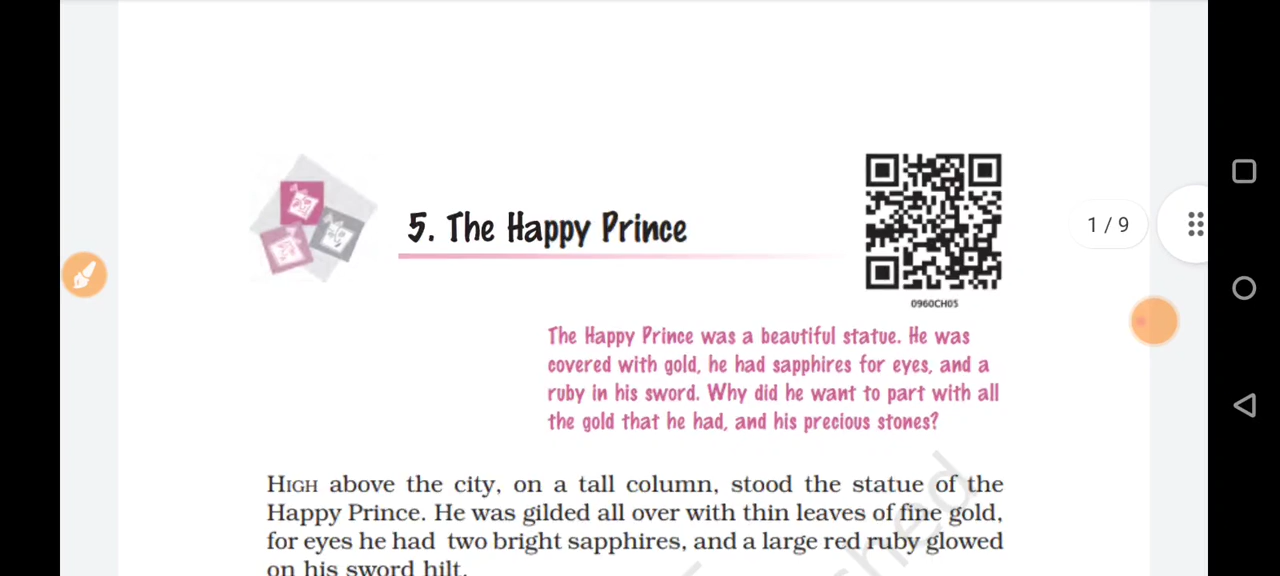 5. The Happy Prince
0960CH05
1 / 9
The Happy Prince was a beautiful statue. He was
covered with gold, he had sapphires for eyes, and a
ruby in his sword. Why did he want to part with all
the gold that he had, and his precious stones?
HIGH above the city, on a tall column, stood the statue of the
Happy Prince. He was gilded all over with thin leaves of fine gold,
for eyes he had two bright sapphires, and a large red ruby glowed
on his sword hilt.